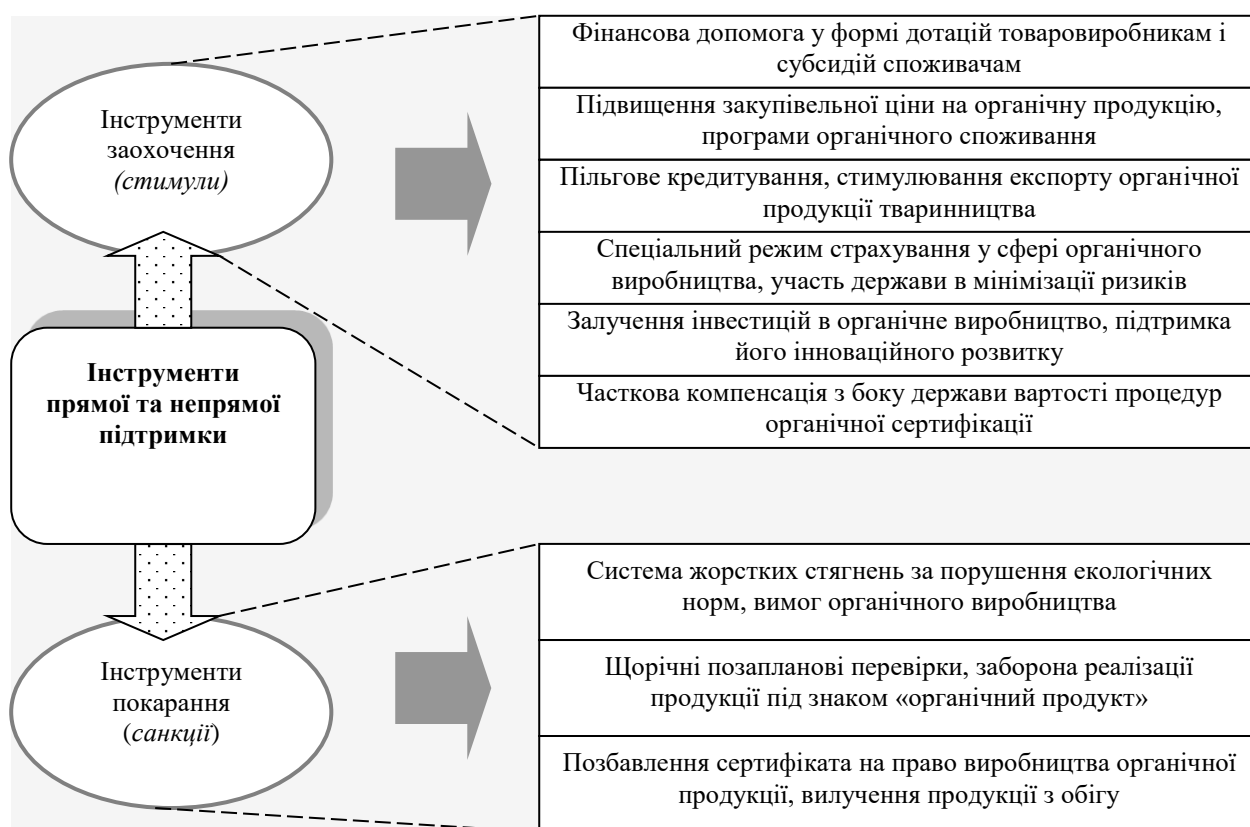 Інструменти
заохочення
(стимули)
Фінансова допомога у формі дотацій товаровиробникам і
субсидій споживачам
Підвищення закупівельної ціни на органічну продукцію,
програми органічного споживання
Пільгове кредитування, стимулювання експорту органічної
продукції тваринництва
Спеціальний режим страхування у сфері органічного
виробництва, участь держави в мінімізації ризиків
Залучення інвестицій в органічне виробництво, підтримка
його інноваційного розвитку
Часткова компенсація з боку держави вартості процедур
органічної сертифікації
Інструменти
прямої та непрямої
підтримки
Інструменти
покарання
(санкції)
Система жорстких стягнень за порушення екологічних
норм, вимог органічного виробництва
Щорічні позапланові перевірки, заборона реалізації
продукції під знаком «органічний продукт»
Позбавлення сертифіката на право виробництва органічної
продукції, вилучення продукції з обігу